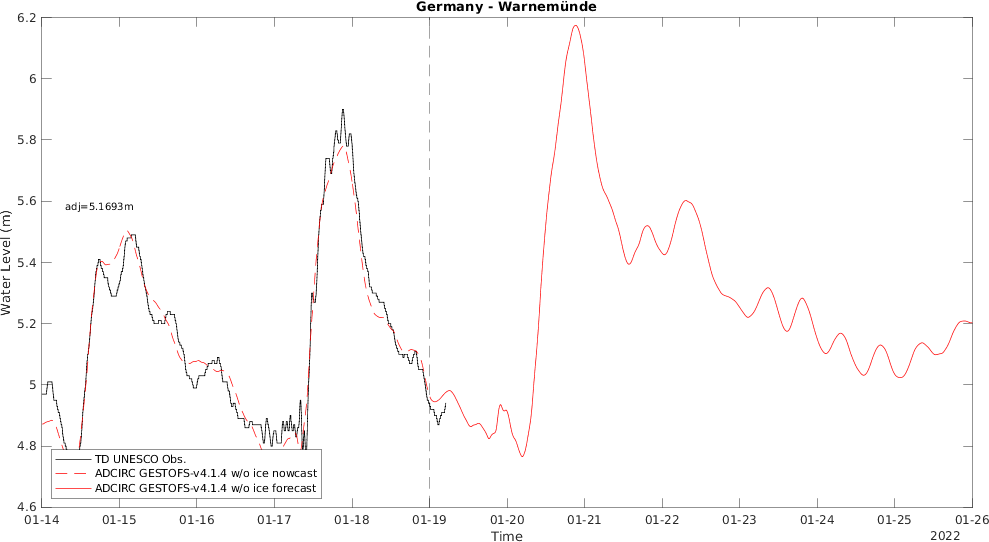 Germany - Warnemünde
6.2
6
5.8
5.6
5.4
5.2
5
4.8
4.6
Water Level (m)
adj=5.1693m
TD UNESCO Obs.
ADCIRC GESTOFS-v4.1.4 w/o ice nowcast
ADCIRC GESTOFS-v4.1.4 w/o ice forecast
01-14 01-15 01-16 01-17 01-18 01-19 01-20 01-21 01-22 01-23 01-24 01-25 01-26
Time
2022